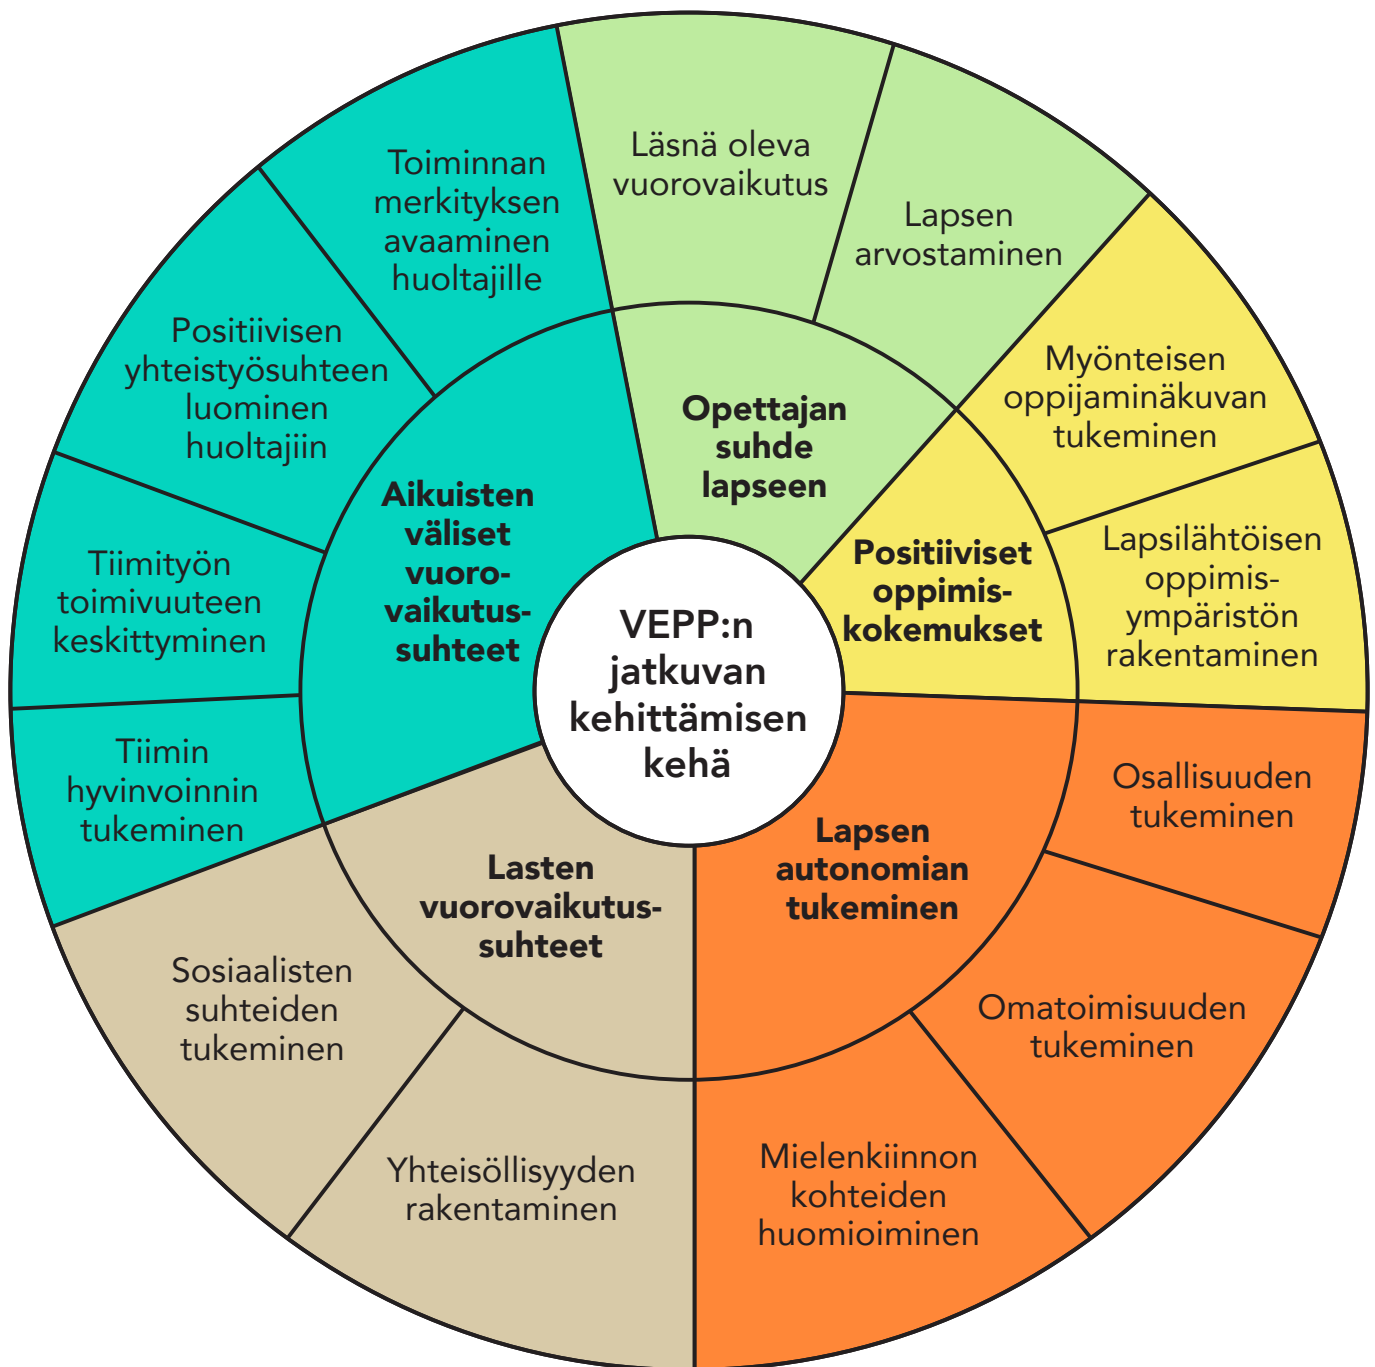 VEPP:n
jatkuvan
kehittämisen
kehä
Opettajan
suhde
lapseen
Läsnä oleva
vuorovaikutus
Lapsen
arvostaminen
Positiiviset
oppimis-
kokemukset
Myönteisen
oppijaminäkuvan
tukeminen
Lapsilähtöisen
oppimis-
ympäristön
rakentaminen
Lapsen
autonomian
tukeminen
Osallisuuden
tukeminen
Omatoimisuuden
tukeminen
Mielenkiinnon
kohteiden
huomioiminen
Lasten
vuorovaikutus-
suhteet
Yhteisöllisyyden
rakentaminen
Sosiaalisten
suhteiden
tukeminen
Aikuisten
väliset
vuoro-
vaikutus-
suhteet
Tiimin
hyvinvoinnin
tukeminen
Tiimityön
toimivuuteen
keskittyminen
Positiivisen
yhteistyösuhteen
luominen
huoltajiin
Toiminnan
merkityksen
avaaminen
huoltajille